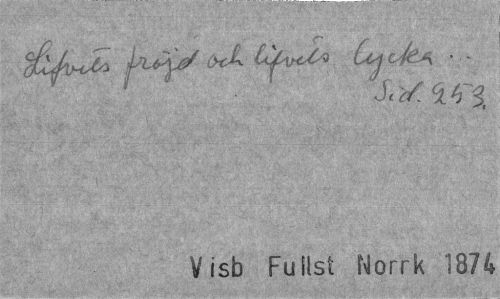 Lifvets fröjd och lifvets lycka ...
Sid. 253.
Visb Fullst Norrk 1874